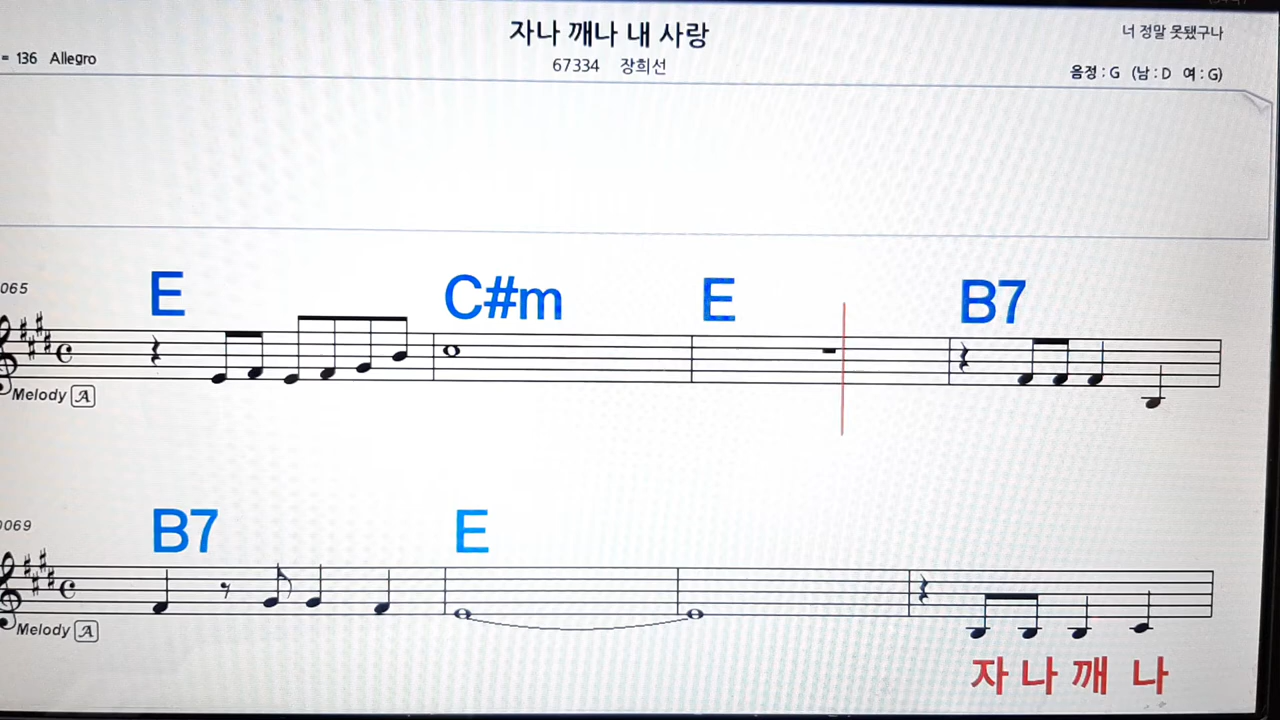 자나 깨나 내 사랑
너 정말 못됐구나
= 136 Allegro
67334 장희선
음정 : G (남 : D 여 : G)
065
E C#m E B7
Melody A
0069
B7 E
Melody A
자 나 깨 나